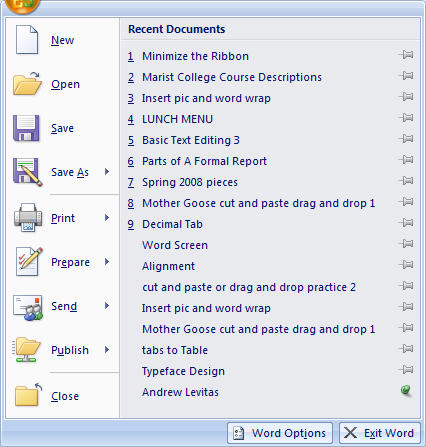 New
Open
Save
Save As
Print
Prepare
Send
Publish
Close
Recent Documents
1 Minimize the Ribbon
2 Marist College Course Descriptions
3 Insert pic and word wrap
4 LUNCH MENU
5 Basic Text Editing 3
6 Parts of A Formal Report
7 Spring 2008 pieces
8 Mother Goose cut and paste drag and drop 1
9 Decimal Tab
Word Screen
Alignment
cut and paste or drag and drop practice 2
Insert pic and word wrap
Mother Goose cut and paste drag and drop 1
tabs to Table
Typeface Design
Andrew Levitas
Word Options
Exit Word